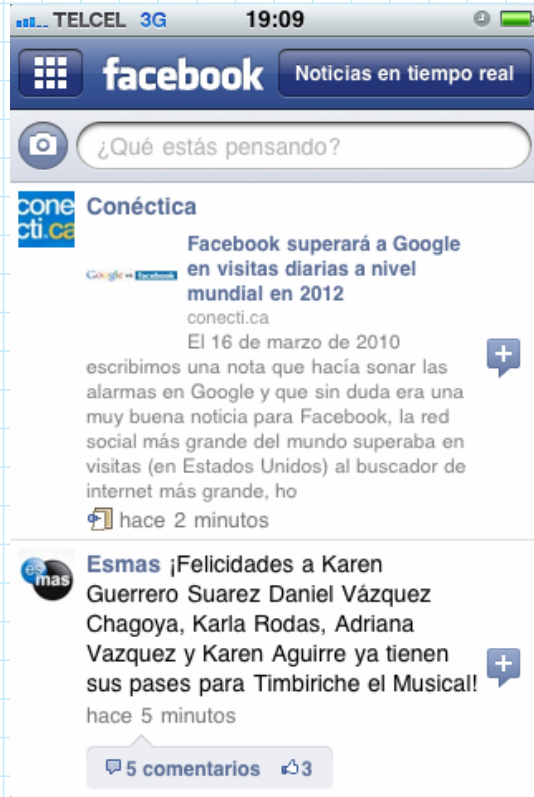 TELCEL 3G 19:09
facebook Noticias en tiempo real
¿Qué estás pensando?
cone
cti.ca
Conéctica
Google vs facebook
Facebook superará a Google
en visitas diarias a nivel
mundial en 2012
conecti.ca
El 16 de marzo de 2010
escribimos una nota que hacía sonar las
alarmas en Google y que sin duda era una
muy buena noticia para Facebook, la red
social más grande del mundo superaba en
visitas (en Estados Unidos) al buscador de
internet más grande, ho
hace 2 minutos
es
mas
Esmas ¡Felicidades a Karen
Guerrero Suarez Daniel Vázquez
Chagoya, Karla Rodas, Adriana
Vazquez y Karen Aguirre ya tienen
sus pases para Timbiriche el Musical!
hace 5 minutos
5 comentarios 3